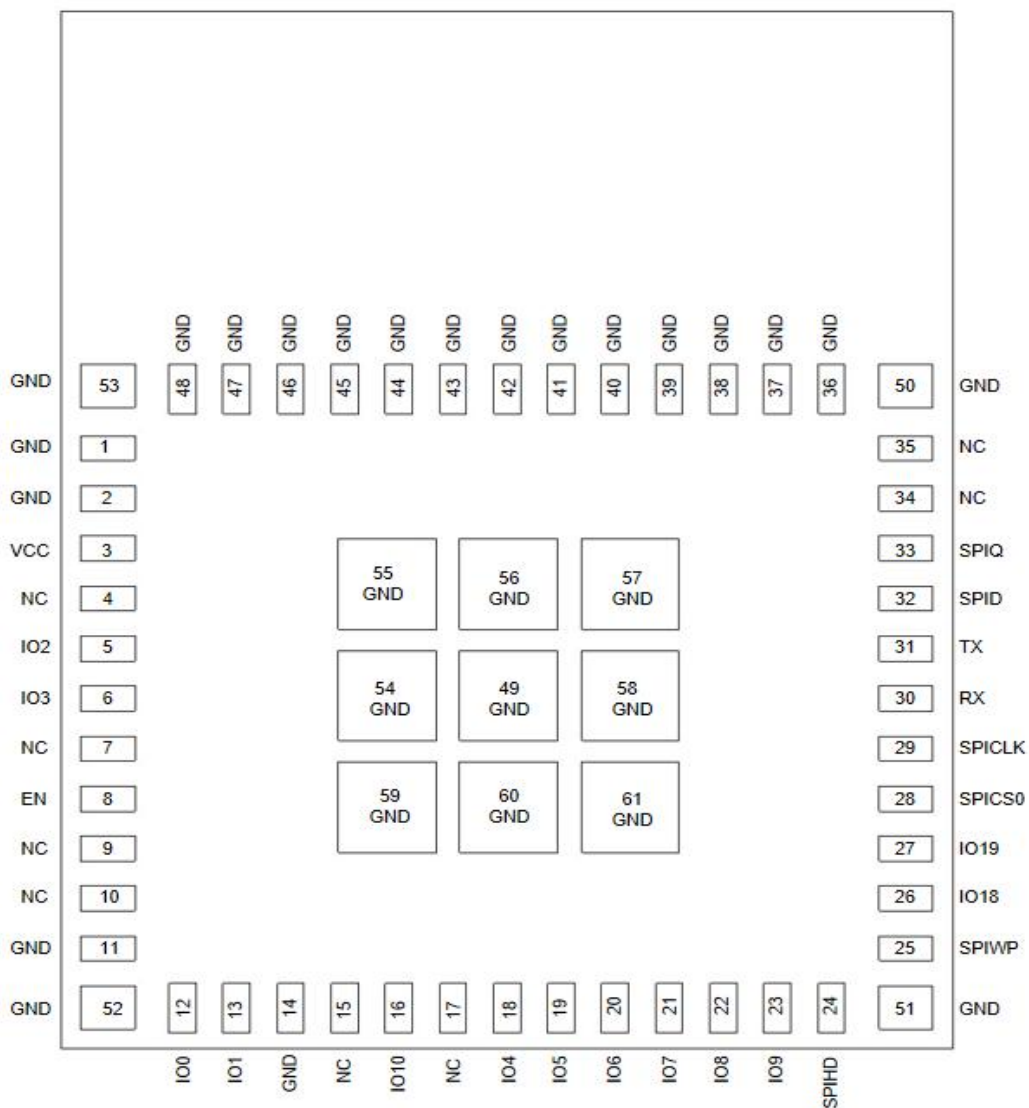 GND GND GND GND GND GND GND GND GND GND GND GND GND
GND 53 48 47 46 45 44 43 42 41 40 39 38 37 36 50 GND
GND 1 35 NC
GND 2 34 NC
VCC 3 33 SPIQ
NC 4 32 SPID
IO2 5 31 TX
IO3 6 30 RX
NC 7 29 SPICLK
EN 8 28 SPICS0
NC 9 27 IO19
NC 10 26 IO18
GND 11 25 SPIWP
55 56 57
GND GND GND
54 49 58
GND GND GND
59 60 61
GND GND GND
GND 52 12 13 14 15 16 17 18 19 20 21 22 23 24 51 GND
IO0 IO1 GND NC IO10 NC IO4 IO5 IO6 IO7 IO8 IO9 SPIHD